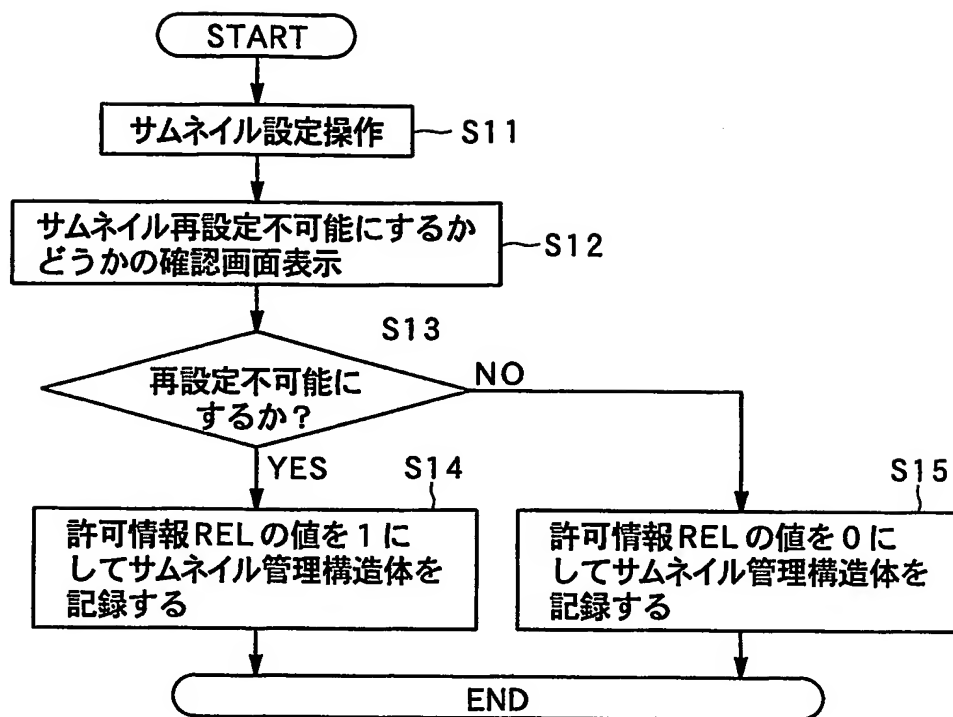 START
サムネイル設定操作
S11
サムネイル再設定不可能にするか
どうかの確認画面表示
S12
S13
再設定不可能に
するか？
NO
YES
S14
許可情報RELの値を1に
してサムネイル管理構造体を
記録する
S15
許可情報RELの値を0に
してサムネイル管理構造体を
記録する
END